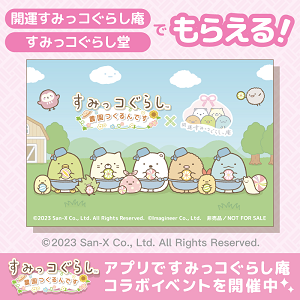 開運すみっコぐらし庵
すみっコぐらし堂
でもらえる!
すみっコぐらし
農園つくるんです
×
すみっコぐらし庵
©2023 San-X Co., Ltd. All Rights Reserved. ©Imagineer Co., Ltd. 非売品/NOT FOR SALE
©2023 San-X Co., Ltd. All Rights Reserved.
すみっコぐらし
農園つくるんです
アプリですみっコぐらし庵
コラボイベントを開催中